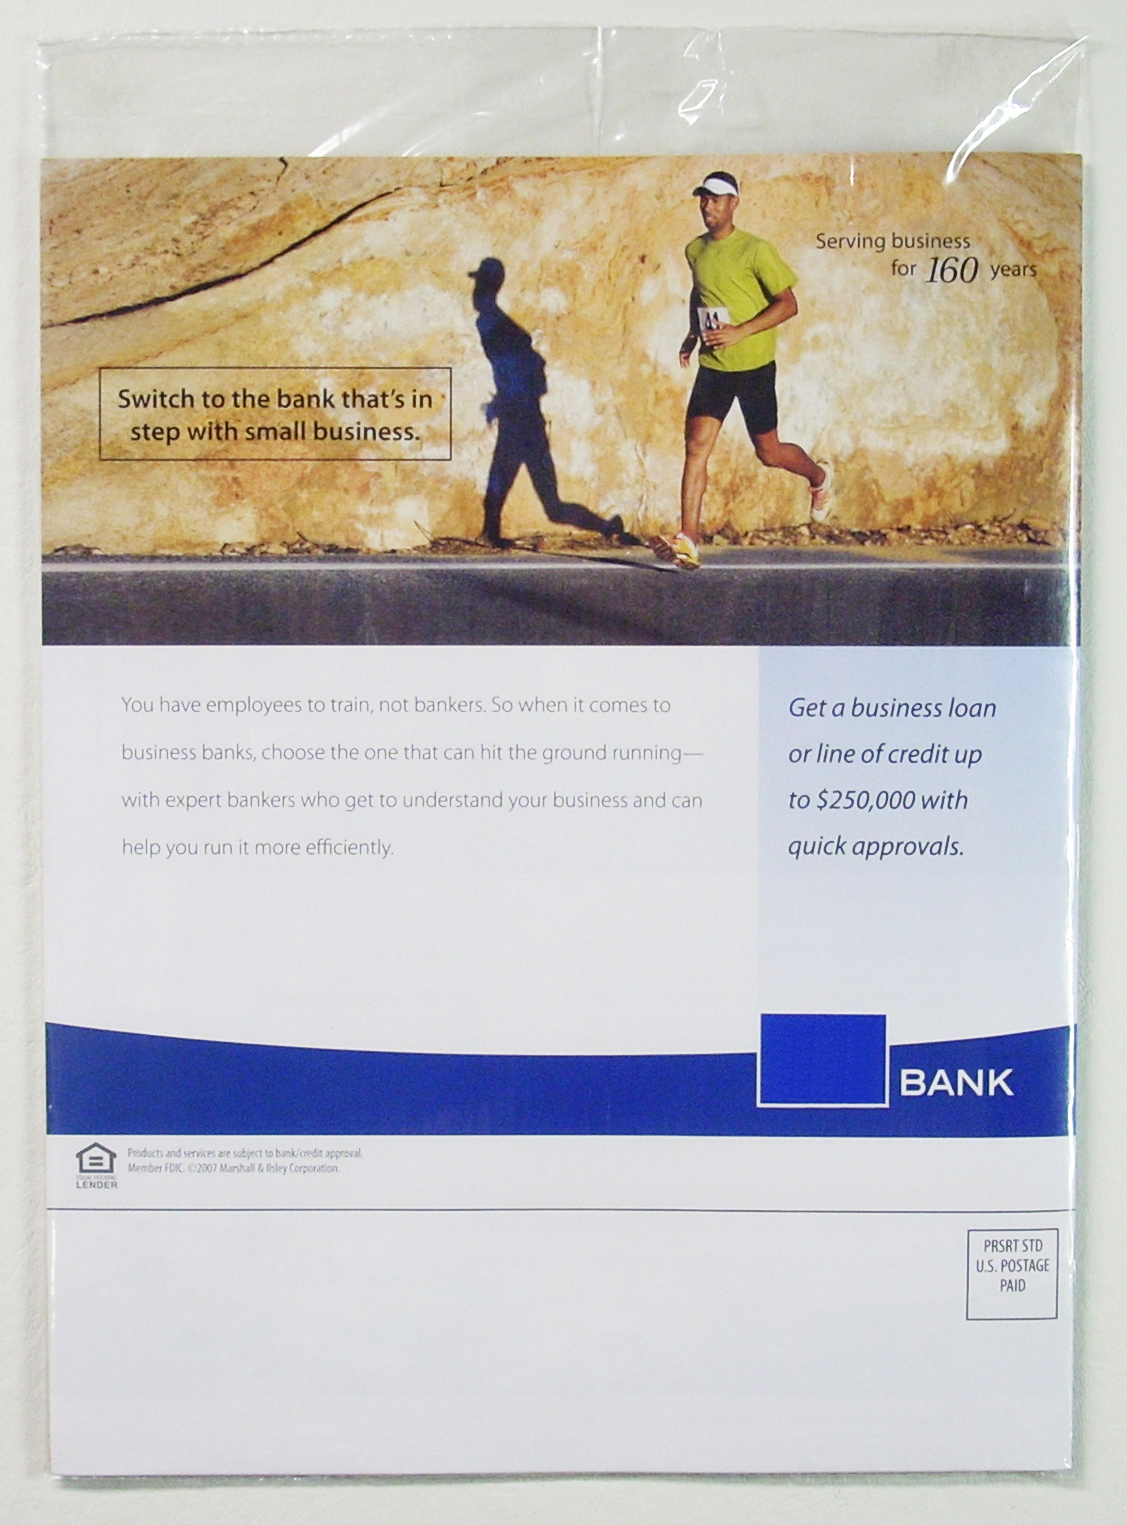 Serving business
for 160 years
Switch to the bank that's in
step with small business.
You have employees to train, not bankers. So when it comes to
business banks, choose the one that can hit the ground running—
with expert bankers who get to understand your business and can
help you run it more efficiently.
Get a business loan
or line of credit up
to $250,000 with
quick approvals.
BANK
EQUAL HOUSING
LENDER
Products and services are subject to bank/credit approval.
Member FDIC. ©2007 Marshall & Ilsley Corporation.
PRSRT STD
U.S. POSTAGE
PAID